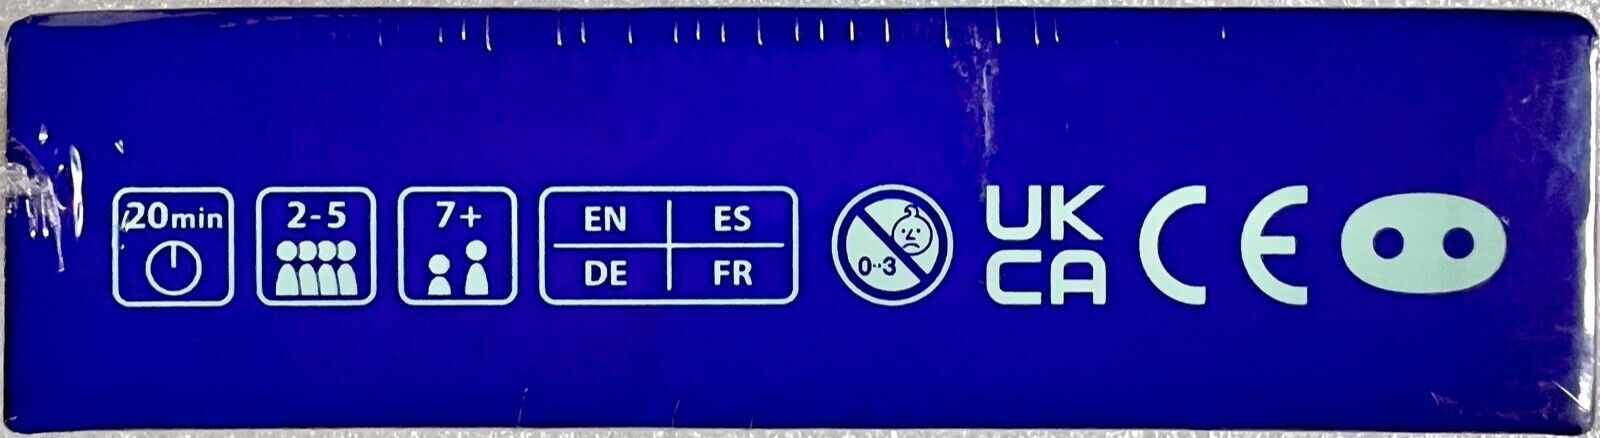 20min
2-5
7+
EN ES
DE FR
0-3
UK
CA
CE